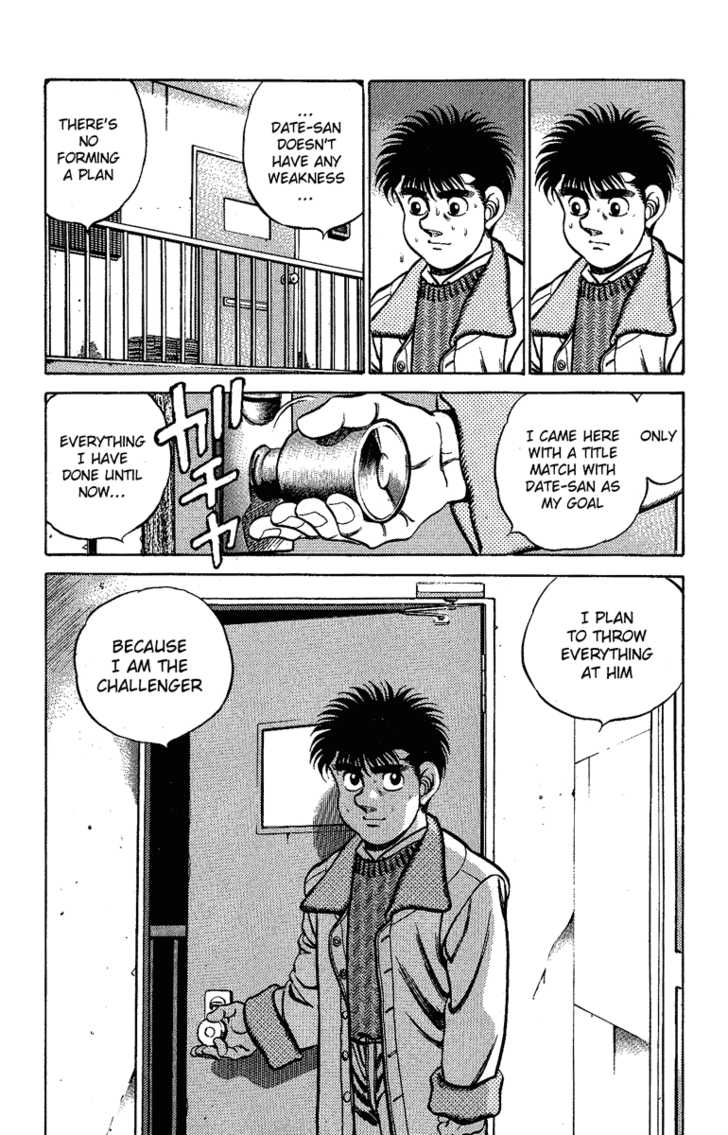 ...
DATE-SAN
DOESN'T
HAVE ANY
WEAKNESS
...
THERE'S
NO
FORMING
A PLAN
ONLY
I CAME HERE
WITH A TITLE
MATCH WITH
DATE-SAN AS
MY GOAL
ガチャ
EVERYTHING
I HAVE
DONE UNTIL
NOW...
I PLAN
TO THROW
EVERYTHING
AT HIM
BECAUSE
I AM THE
CHALLENGER